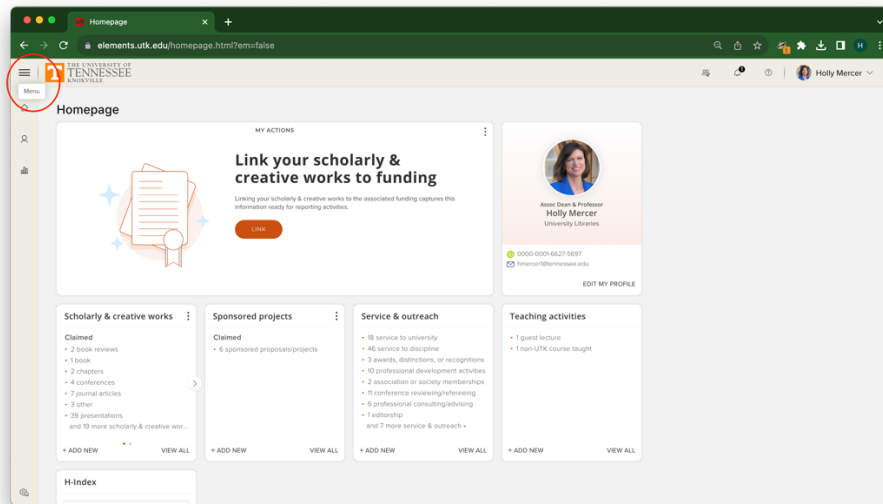 Homepage
elements.utk.edu/homepage.html?em=false
H
THE UNIVERSITY OF
TENNESSEE
KNOXVILLE
Holly Mercer
Menu
Homepage
MY ACTIONS
Link your scholarly &
creative works to funding
Linking your scholarly & creative works to the associated funding captures this
information ready for reporting activities.
LINK
Assoc Dean & Professor
Holly Mercer
University Libraries
0000-0001-6627-5697
hmercer1@tennessee.edu
EDIT MY PROFILE
Scholarly & creative works
Claimed
• 2 book reviews
• 1 book
• 2 chapters
• 4 conferences
• 7 journal articles
• 3 other
• 39 presentations
and 19 more scholarly & creative wor...
+ ADD NEW VIEW ALL
Sponsored projects
Claimed
• 6 sponsored proposals/projects
+ ADD NEW VIEW ALL
Service & outreach
• 18 service to university
• 46 service to discipline
• 3 awards, distinctions, or recognitions
• 10 professional development activities
• 2 association or society memberships
• 11 conference reviewing/refereeing
• 6 professional consulting/advising
• 1 editorship
and 7 more service & outreach ›
+ ADD NEW VIEW ALL
Teaching activities
• 1 guest lecture
• 1 non-UTK course taught
+ ADD NEW VIEW ALL
H-Index